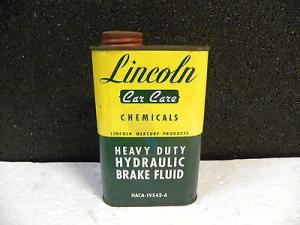 Lincoln
Car Care
CHEMICALS
LINCOLN MERCURY PRODUCTS
HEAVY DUTY
HYDRAULIC
BRAKE FLUID
HACA-19542-A